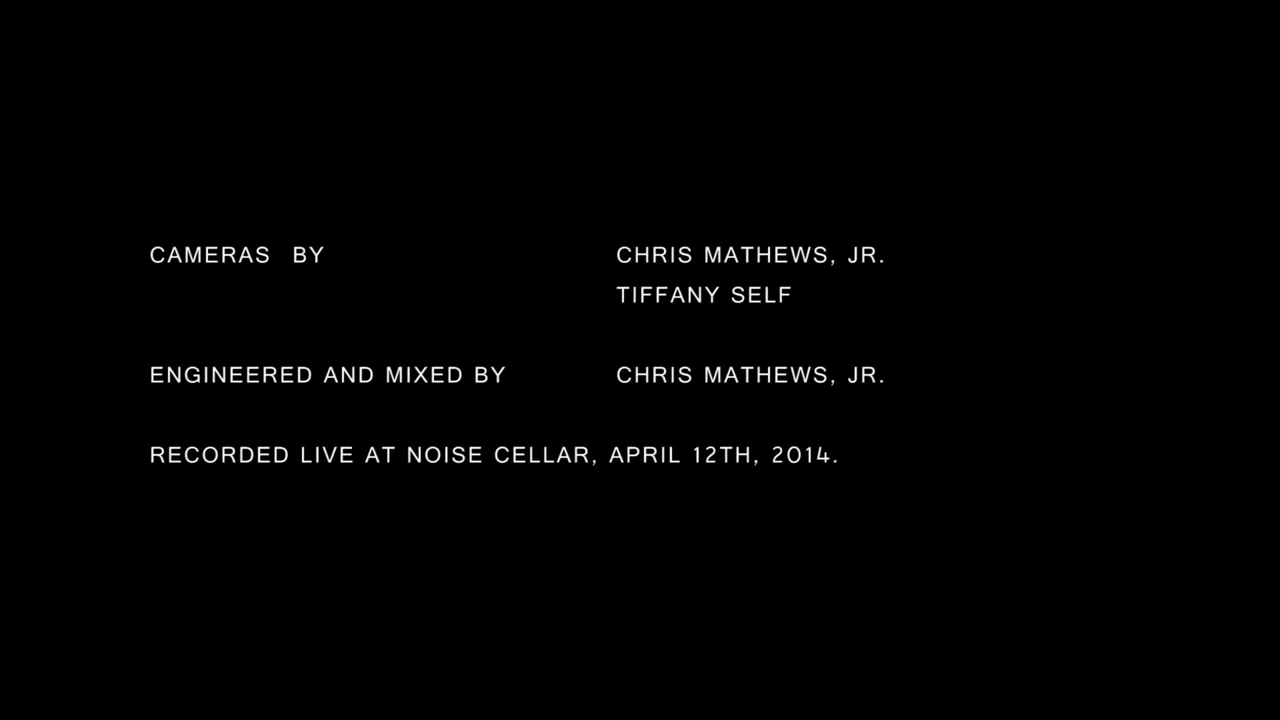 CAMERAS BY CHRIS MATHEWS, JR.
TIFFANY SELF
ENGINEERED AND MIXED BY CHRIS MATHEWS, JR.
RECORDED LIVE AT NOISE CELLAR, APRIL 12TH, 2014.